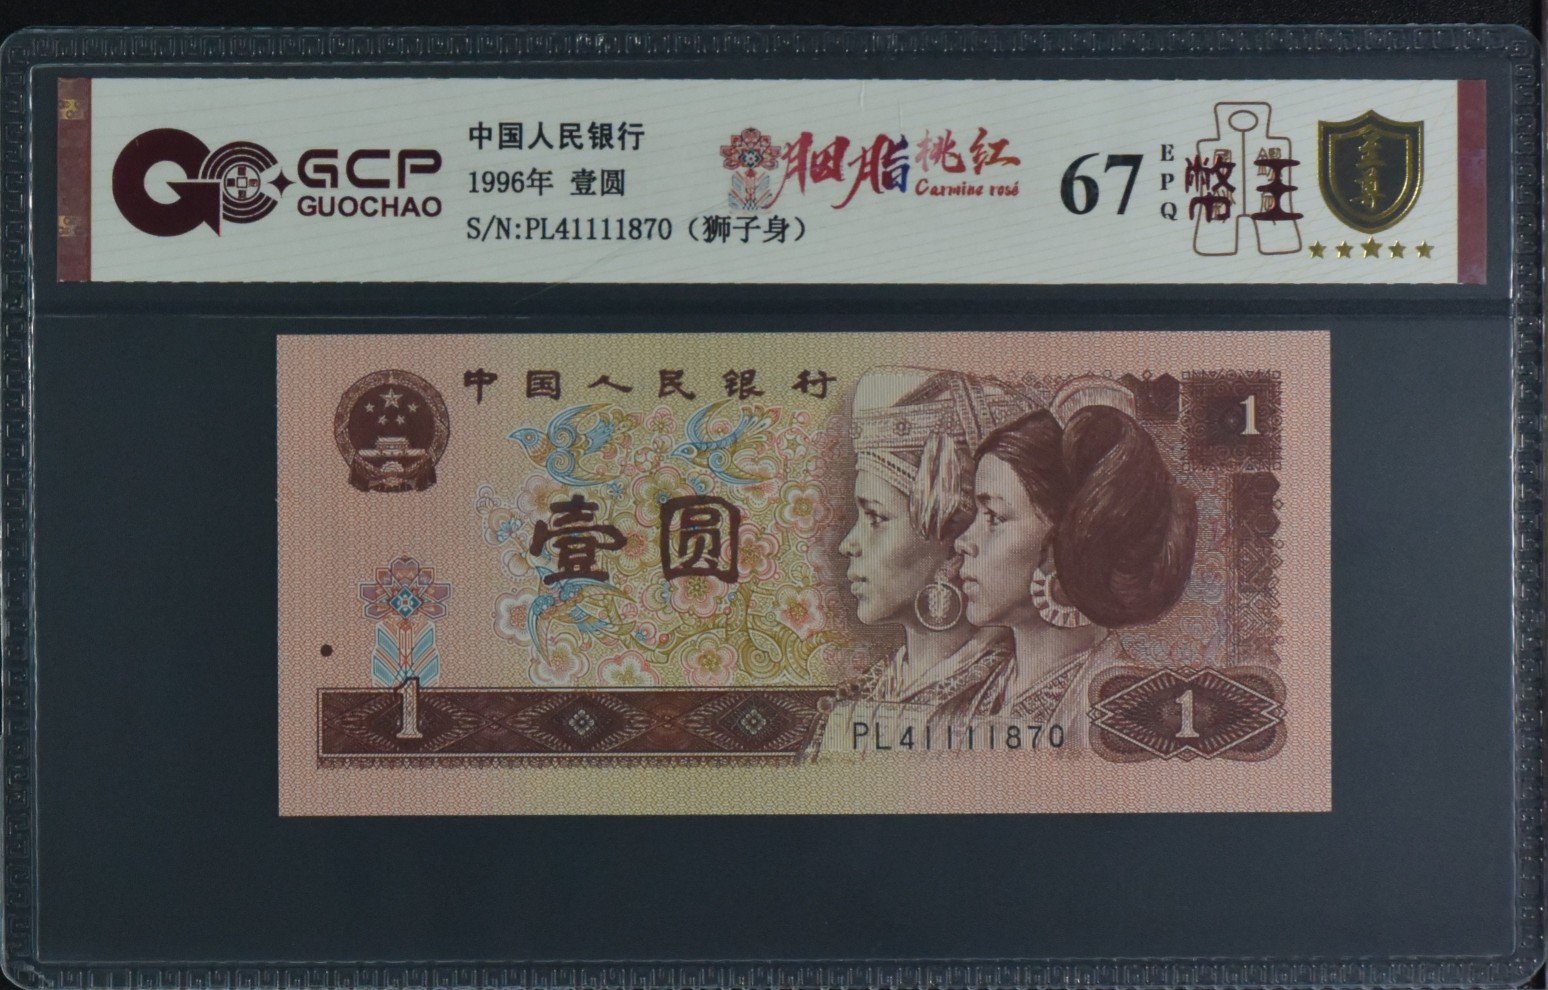 GCP
GUOCHAO
中国人民银行
1996年 壹圆
S/N:PL41111870（狮子身）
胭脂桃红
Carmine rosé
67
EPQ
至尊
中国人民银行
1
壹圆
1
PL41111870
1